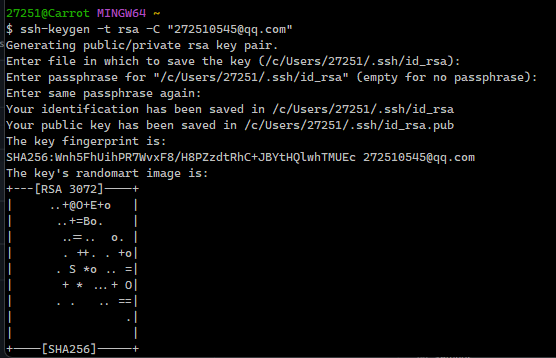 27251@Carrot MINGW64 ~
$ ssh-keygen -t rsa -C "272510545@qq.com"
Generating public/private rsa key pair.
Enter file in which to save the key (/c/Users/27251/.ssh/id_rsa):
Enter passphrase for "/c/Users/27251/.ssh/id_rsa" (empty for no passphrase):
Enter same passphrase again:
Your identification has been saved in /c/Users/27251/.ssh/id_rsa
Your public key has been saved in /c/Users/27251/.ssh/id_rsa.pub
The key fingerprint is:
SHA256:Wnh5FhUihPR7WvxF8/H8PZzdtRhC+JBYtHQlwhTMUEc 272510545@qq.com
The key's randomart image is:
+---[RSA 3072]----+
|     ..+@O+E+o   |
|      ..+=Bo.    |
|       ..=..  o. |
|       . ++. . +o|
|      . S *o .. =|
|       + * ...+ O|
|      . .   .. ==|
|                .|
|                 |
+----[SHA256]-----+